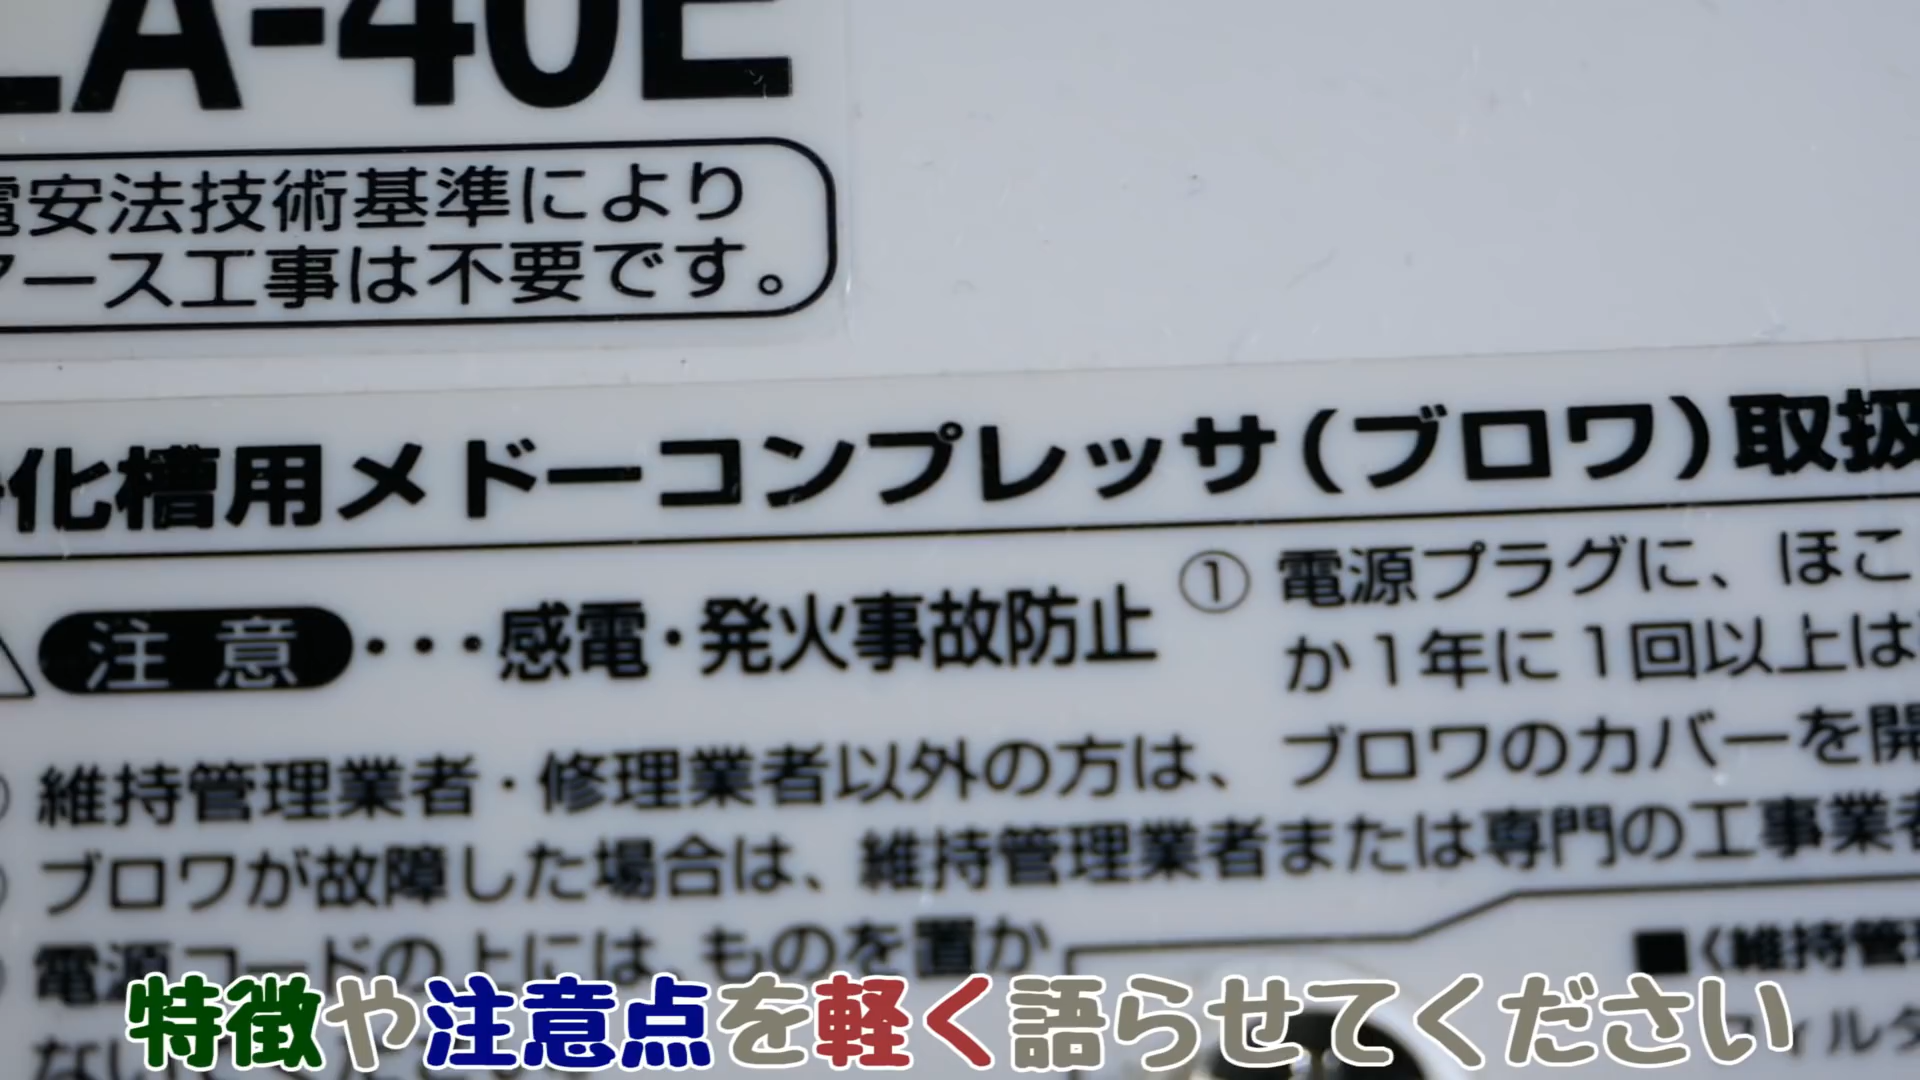 LA-40E
電安法技術基準により
アース工事は不要です。
化槽用メドーコンプレッサ(ブロワ)取扱
注意・・・感電・発火事故防止
① 電源プラグに、ほこ
か1年に1回以上は
維持管理業者・修理業者以外の方は、ブロワのカバーを開
ブロワが故障した場合は、維持管理業者または専門の工事業者
電源コードの上には、ものを置か
■〈維持管理
特徴や注意点を軽く語らせてください